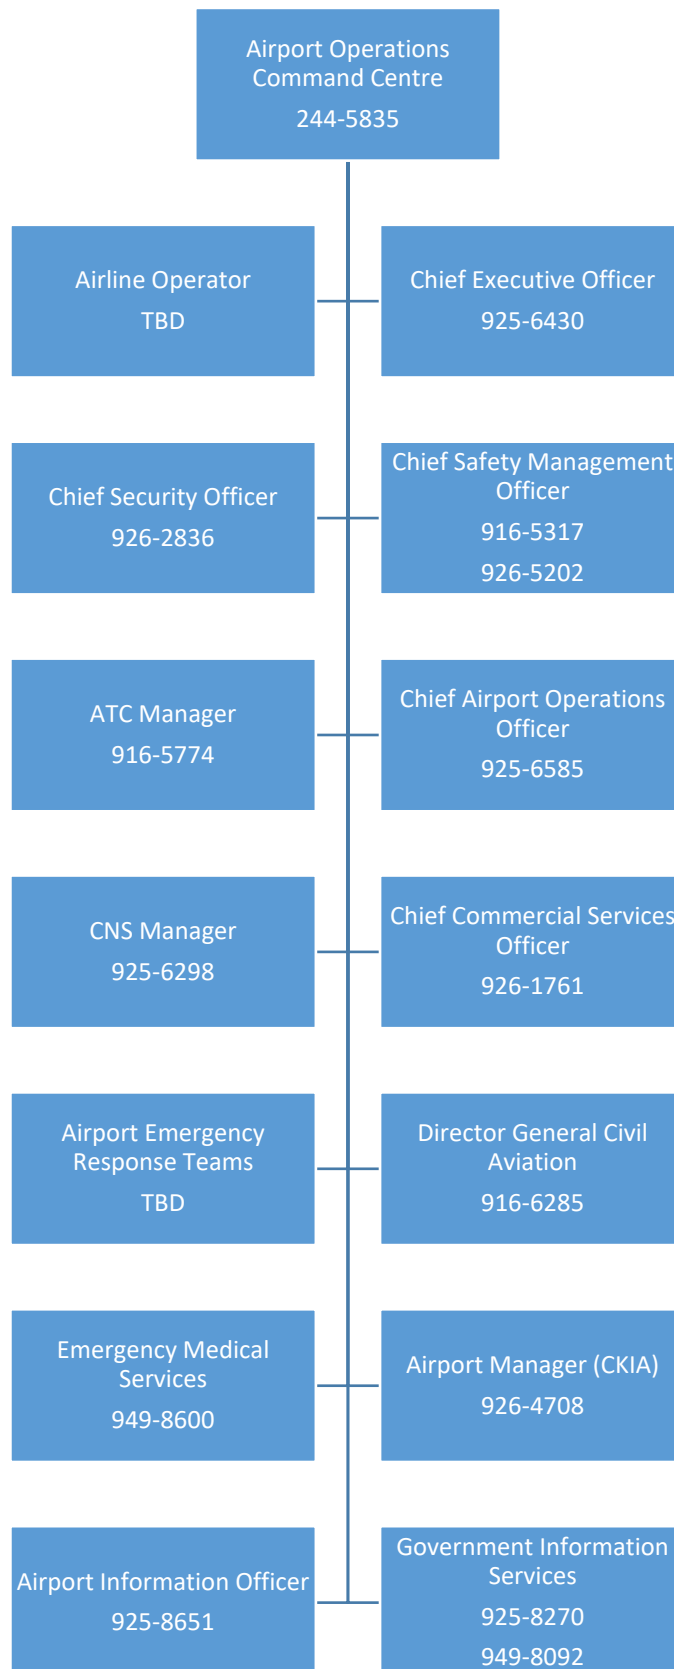 Airport Operations
Command Centre
244-5835
Airline Operator
TBD
Chief Executive Officer
925-6430
Chief Security Officer
926-2836
Chief Safety Management
Officer
916-5317
926-5202
ATC Manager
916-5774
Chief Airport Operations
Officer
925-6585
CNS Manager
925-6298
Chief Commercial Services
Officer
926-1761
Airport Emergency
Response Teams
TBD
Director General Civil
Aviation
916-6285
Emergency Medical
Services
949-8600
Airport Manager (CKIA)
926-4708
Airport Information Officer
925-8651
Government Information
Services
925-8270
949-8092